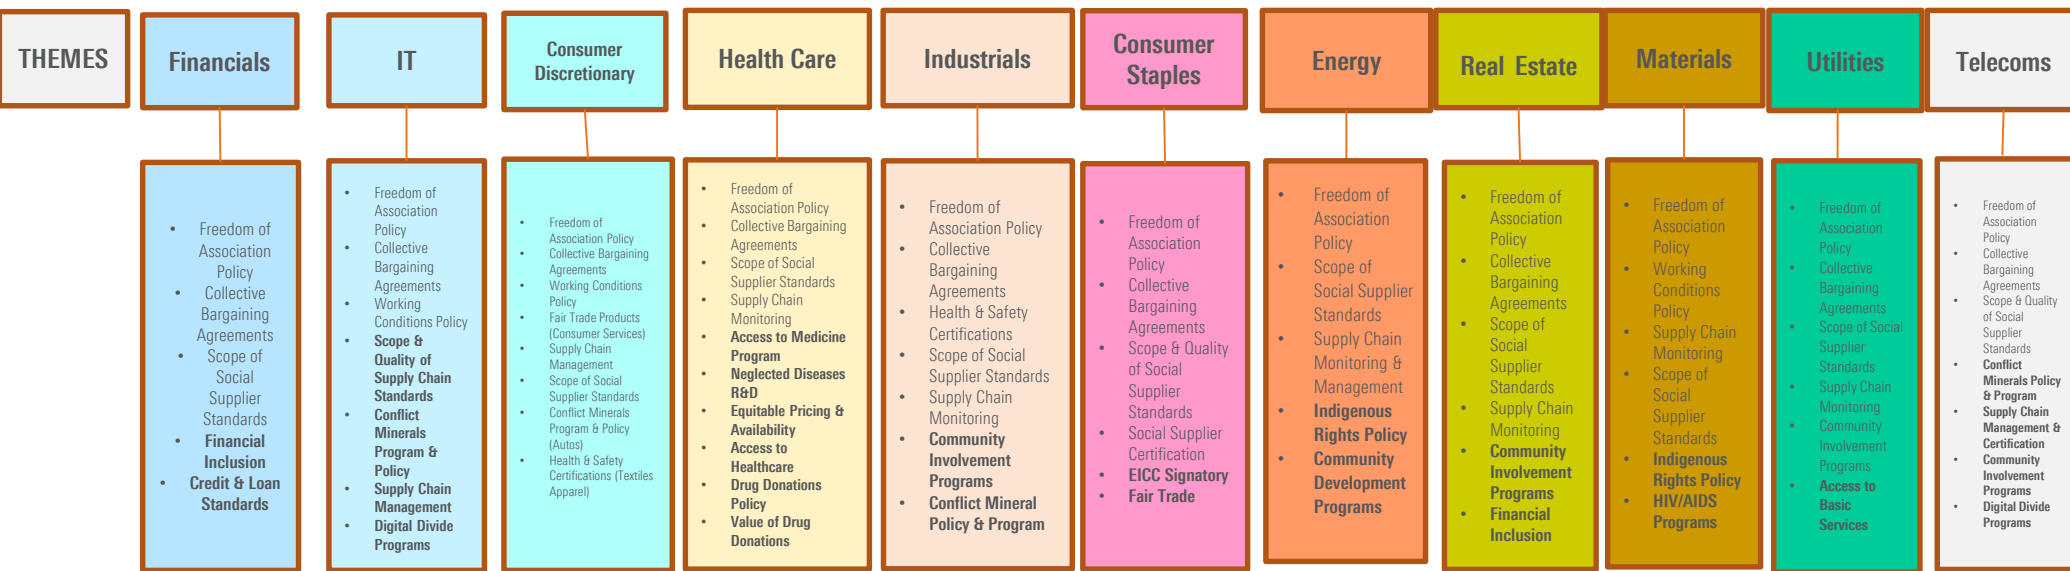 THEMES
Financials
IT
Consumer
Discretionary
Health Care
Industrials
Consumer
Staples
Energy
Real Estate
Materials
Utilities
Telecoms
• Freedom of
Association
Policy
• Collective
Bargaining
Agreements
• Scope of
Social
Supplier
Standards
• Financial
Inclusion
• Credit & Loan
Standards
• Freedom of
Association
Policy
• Collective
Bargaining
Agreements
• Working
Conditions Policy
• Scope &
Quality of
Supply Chain
Standards
• Conflict
Minerals
Program &
Policy
• Supply Chain
Management
• Digital Divide
Programs
• Freedom of
Association Policy
• Collective Bargaining
Agreements
• Working Conditions
Policy
• Fair Trade Products
(Consumer Services)
• Supply Chain
Management
• Scope of Social
Supplier Standards
• Conflict Minerals
Program & Policy
(Autos)
• Health & Safety
Certifications (Textiles
Apparel)
• Freedom of
Association Policy
• Collective Bargaining
Agreements
• Scope of Social
Supplier Standards
• Supply Chain
Monitoring
• Access to Medicine
Program
• Neglected Diseases
R&D
• Equitable Pricing &
Availability
• Access to
Healthcare
• Drug Donations
Policy
• Value of Drug
Donations
• Freedom of
Association Policy
• Collective
Bargaining
Agreements
• Health & Safety
Certifications
• Scope of Social
Supplier Standards
• Supply Chain
Monitoring
• Community
Involvement
Programs
• Conflict Mineral
Policy & Program
• Freedom of
Association
Policy
• Collective
Bargaining
Agreements
• Scope & Quality
of Social
Supplier
Standards
• Social Supplier
Certification
• EICC Signatory
• Fair Trade
• Freedom of
Association
Policy
• Scope of
Social Supplier
Standards
• Supply Chain
Monitoring &
Management
• Indigenous
Rights Policy
• Community
Development
Programs
• Freedom of
Association
Policy
• Collective
Bargaining
Agreements
• Scope of
Social
Supplier
Standards
• Supply Chain
Monitoring
• Community
Involvement
Programs
• Financial
Inclusion
• Freedom of
Association
Policy
• Working
Conditions
Policy
• Supply Chain
Monitoring
• Scope of
Social
Supplier
Standards
• Indigenous
Rights Policy
• HIV/AIDS
Programs
• Freedom of
Association
Policy
• Collective
Bargaining
Agreements
• Scope of Social
Supplier
Standards
• Supply Chain
Monitoring
• Community
Involvement
Programs
• Access to
Basic
Services
• Freedom of
Association
Policy
• Collective
Bargaining
Agreements
• Scope & Quality
of Social
Supplier
Standards
• Conflict
Minerals Policy
& Program
• Supply Chain
Management &
Certification
• Community
Involvement
Programs
• Digital Divide
Programs